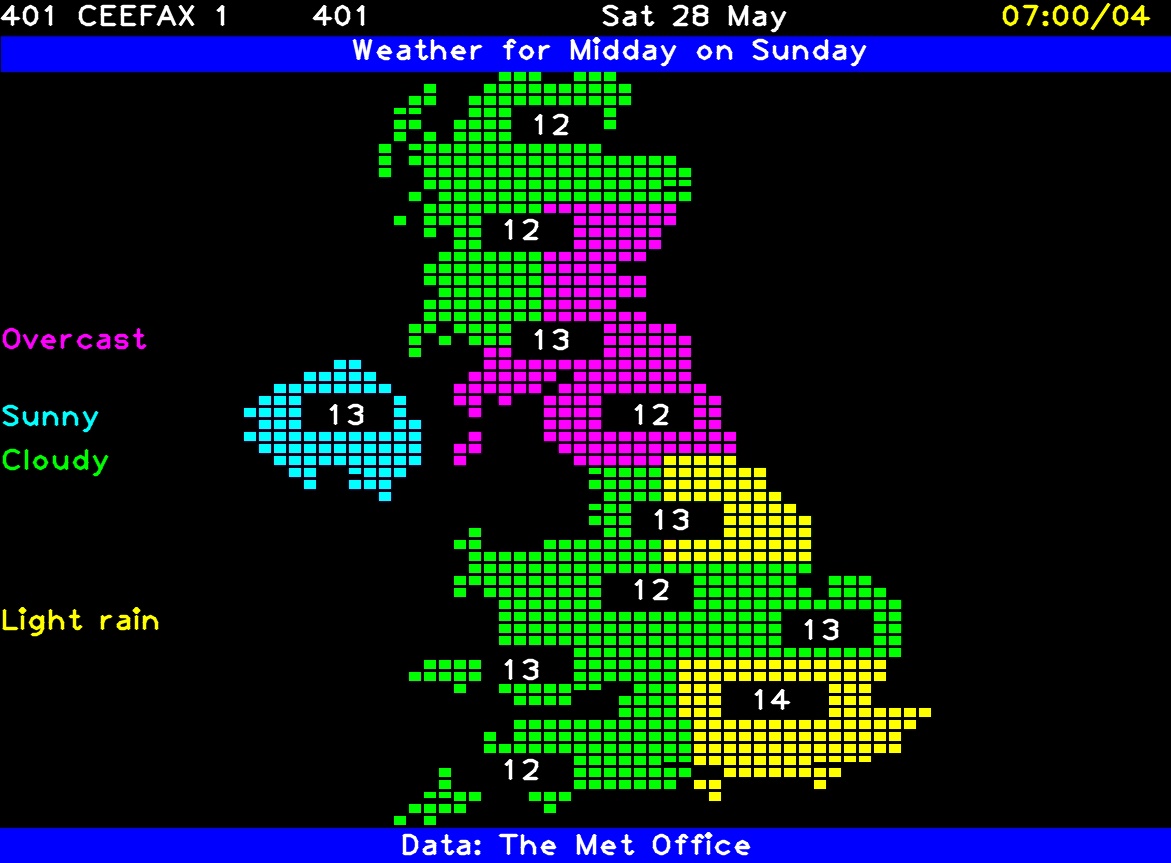 401 CEEFAX 1 401 Sat 28 May 07:00/04
Weather for Midday on Sunday
12
12
Overcast 13
Sunny 13 12
Cloudy
13
12
Light rain 13
13
14
12
Data: The Met Office